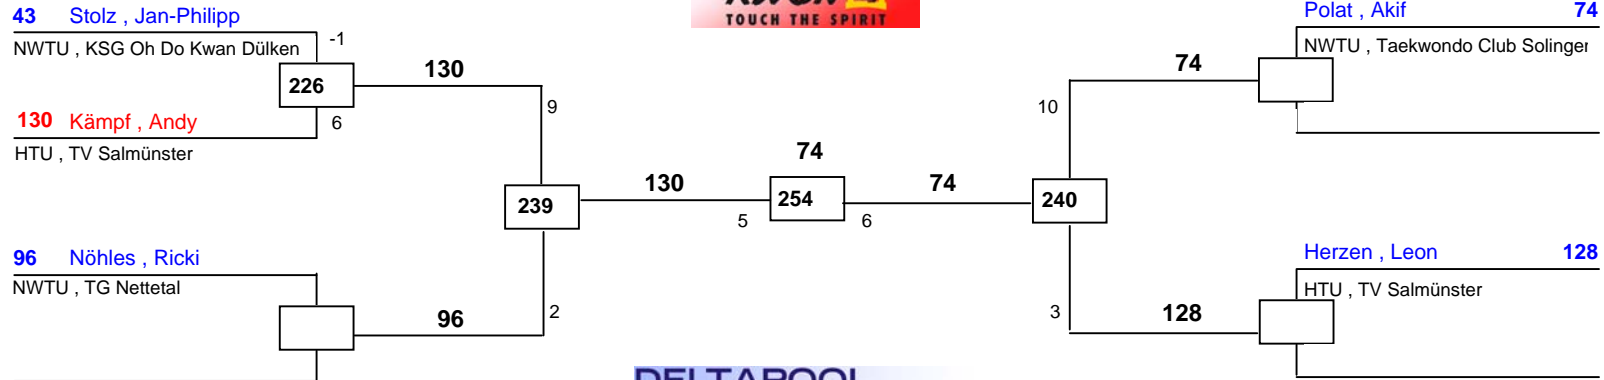 43 Stolz , Jan-Philipp
NWTU , KSG Oh Do Kwan Dülken
-1
226
130
130 Kämpf , Andy
6
HTU , TV Salmünster
9
239
96 Nöhles , Ricki
NWTU , TG Nettetal
96
2
TOUCH THE SPIRIT
74
130
254
74
5
6
Polat , Akif 74
NWTU , Taekwondo Club Solinger
74
10
240
Herzen , Leon 128
HTU , TV Salmünster
3
128
DELTAPOOL